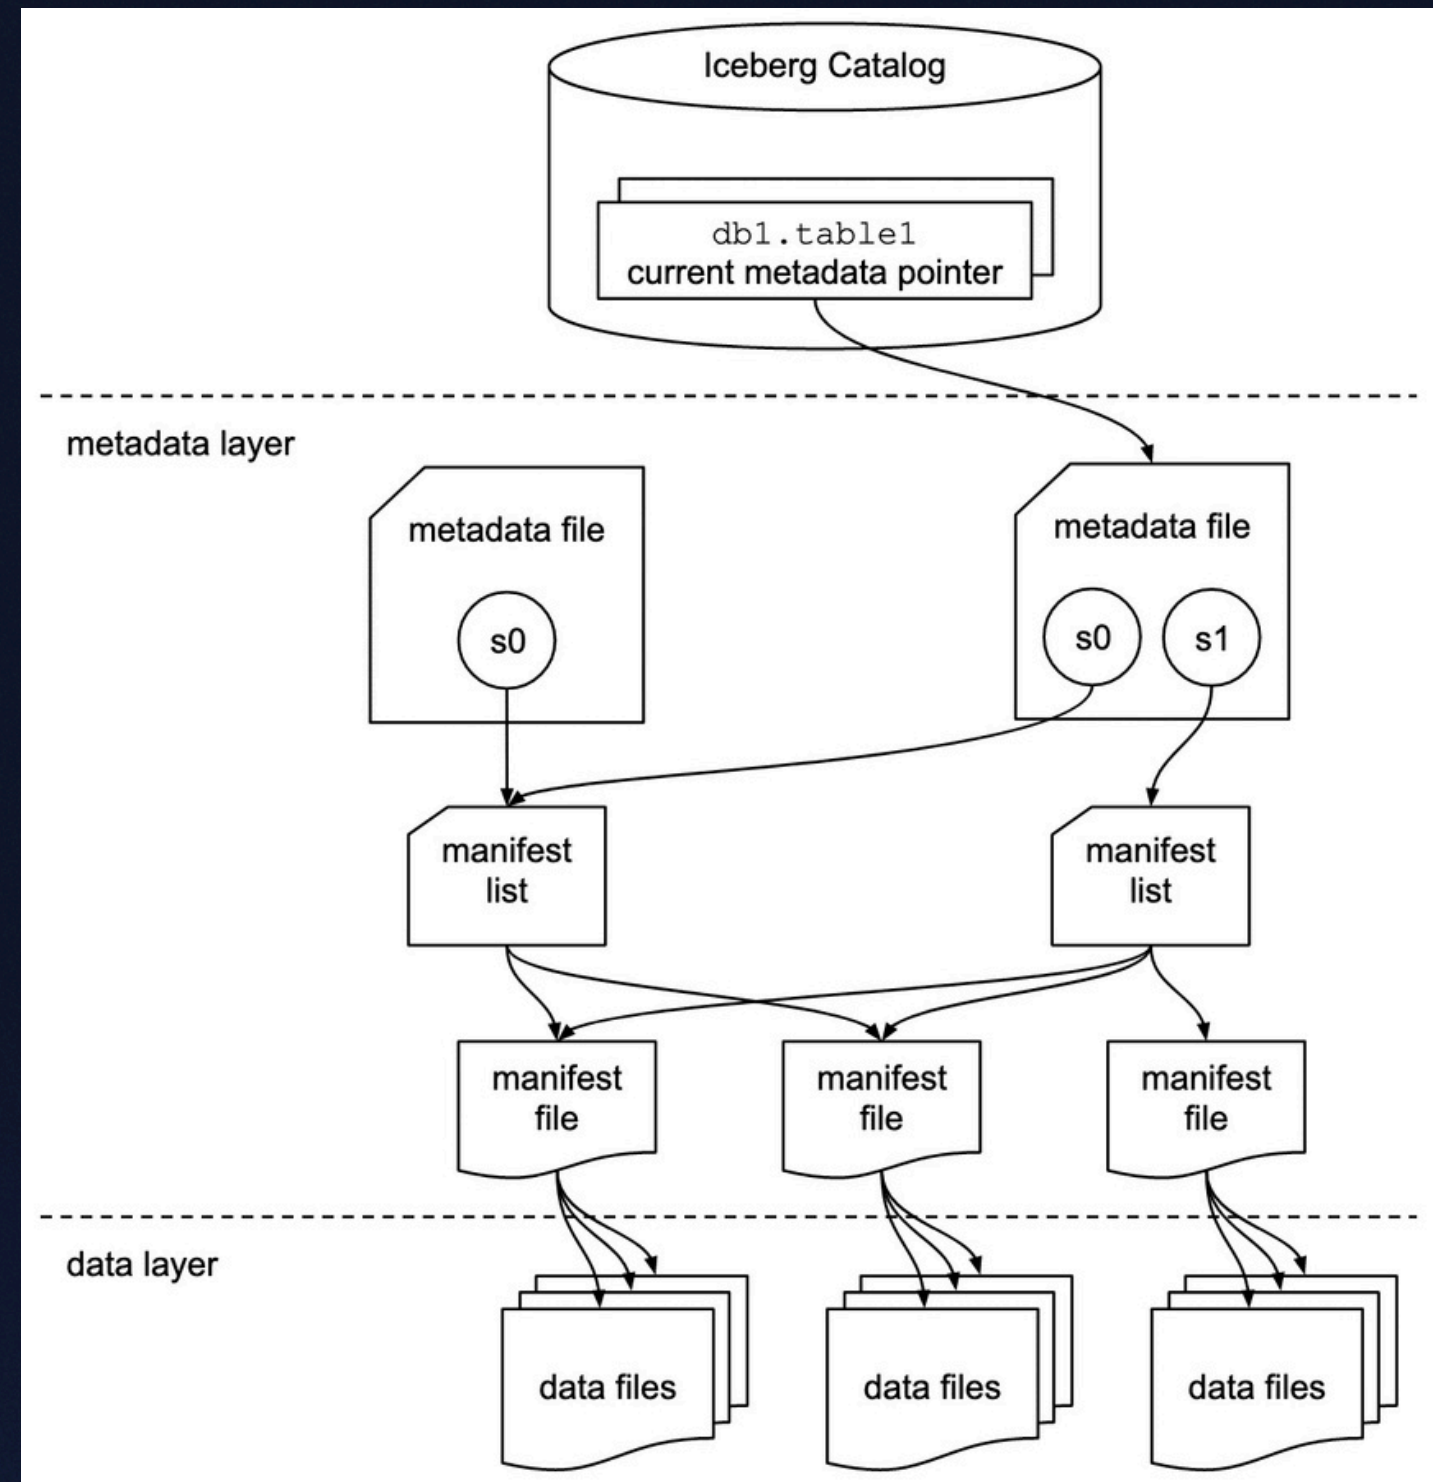 Iceberg Catalog
db1.table1
current metadata pointer
metadata layer
metadata file
metadata file
s0
s0
s1
manifest
list
manifest
list
manifest
file
manifest
file
manifest
file
data layer
data files
data files
data files